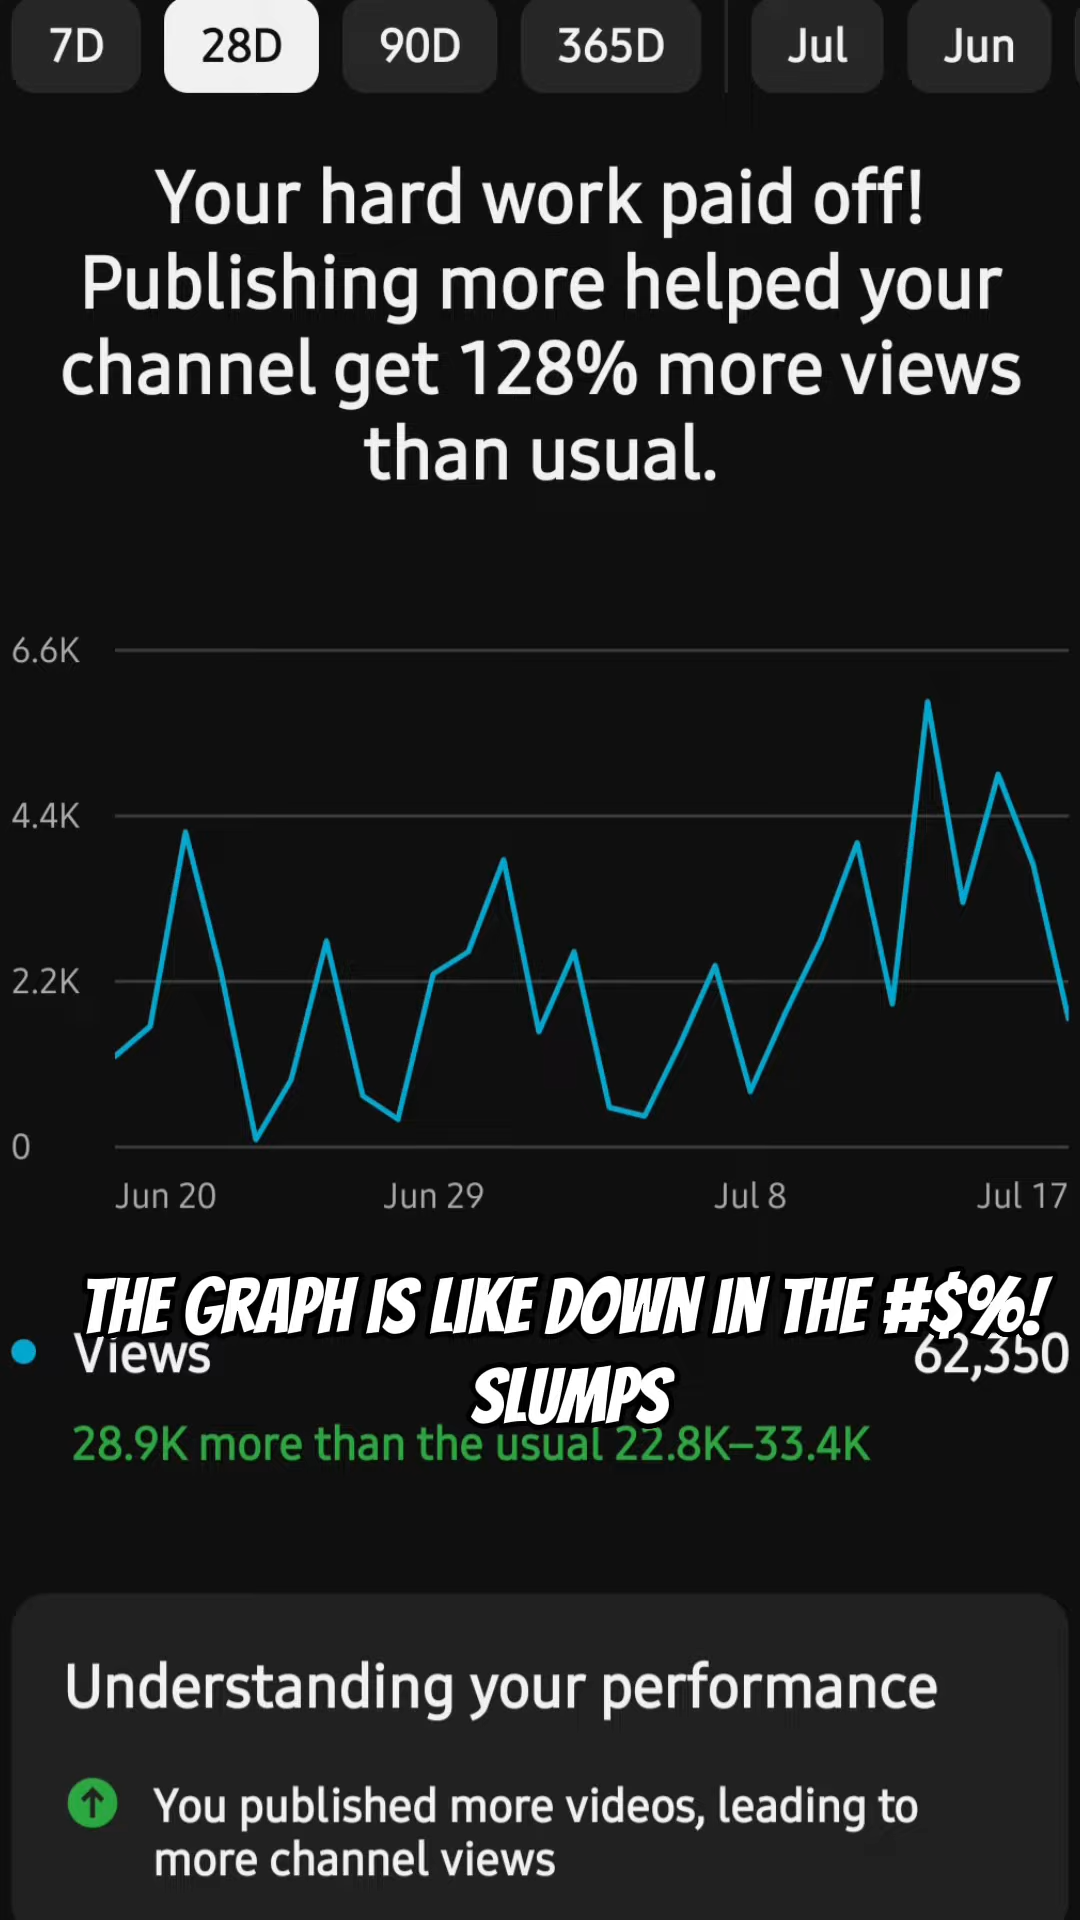 7D 28D 90D 365D Jul Jun
Your hard work paid off!
Publishing more helped your
channel get 128% more views
than usual.
6.6K
4.4K
2.2K
0
Jun 20 Jun 29 Jul 8 Jul 17
THE GRAPH IS LIKE DOWN IN THE #$%!
SLUMPS
Views 62,350
28.9K more than the usual 22.8K–33.4K
Understanding your performance
You published more videos, leading to
more channel views